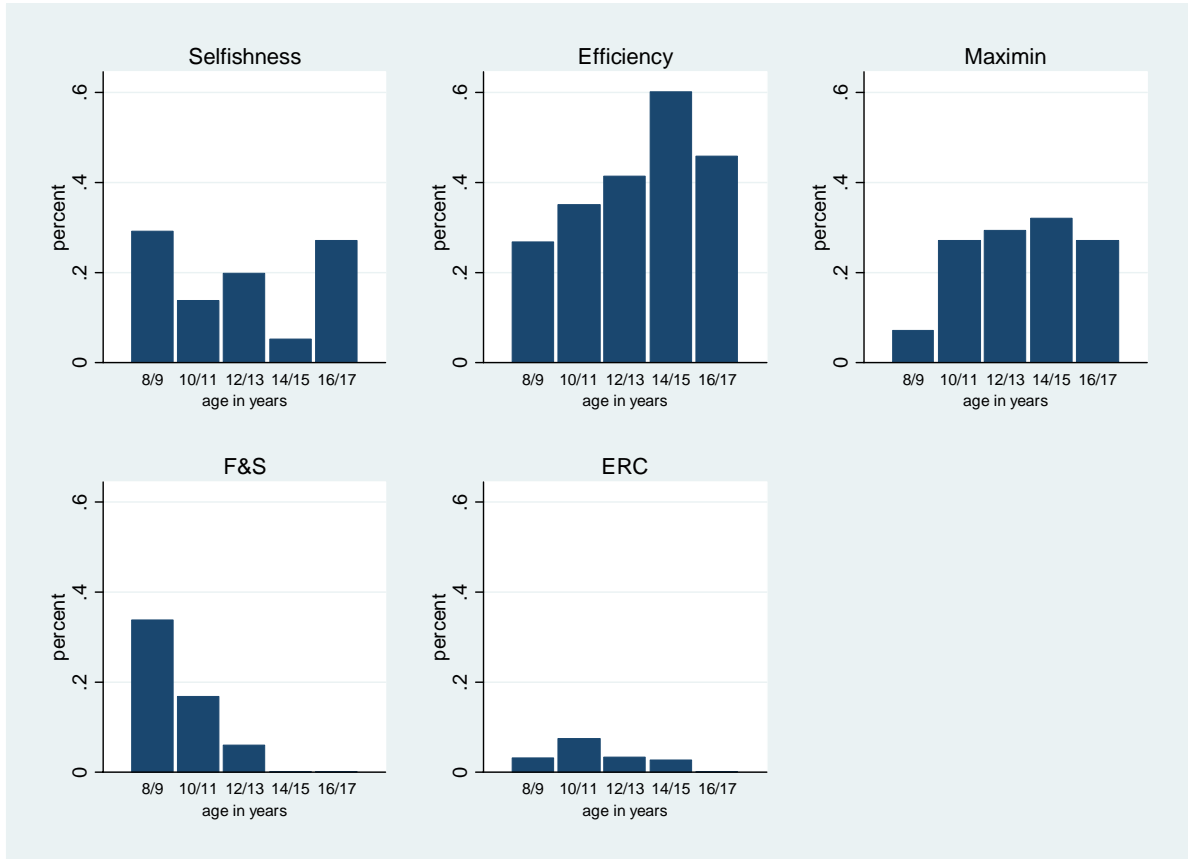 Selfishness
.6
.4
.2
0
percent
8/9 10/11 12/13 14/15 16/17
age in years
Efficiency
.6
.4
.2
0
percent
8/9 10/11 12/13 14/15 16/17
age in years
Maximin
.6
.4
.2
0
percent
8/9 10/11 12/13 14/15 16/17
age in years
F&S
.6
.4
.2
0
percent
8/9 10/11 12/13 14/15 16/17
age in years
ERC
.6
.4
.2
0
percent
8/9 10/11 12/13 14/15 16/17
age in years